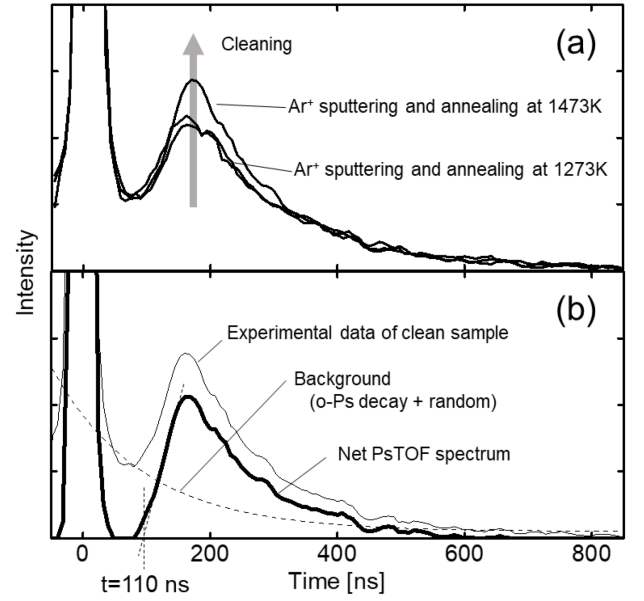 (a)
Cleaning
Ar⁺ sputtering and annealing at 1473K
Ar⁺ sputtering and annealing at 1273K
Intensity
(b)
Experimental data of clean sample
Background
(o-Ps decay + random)
Net PsTOF spectrum
0 200 400 600 800
t=110 ns
Time [ns]